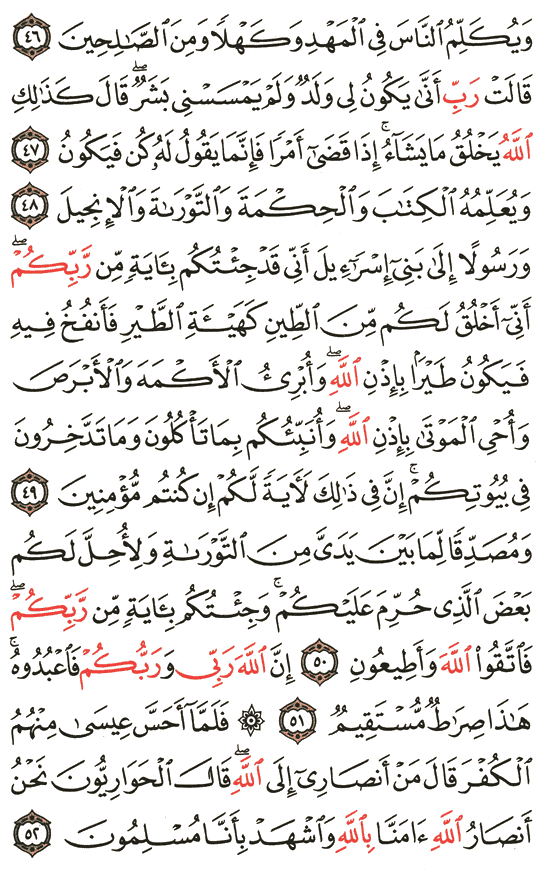 وَيُكَلِّمُ ٱلنَّاسَ فِي ٱلْمَهْدِ وَكَهْلًا وَمِنَ ٱلصَّٰلِحِينَ ٤٦
قَالَتْ رَبِّ أَنَّىٰ يَكُونُ لِي وَلَدٌ وَلَمْ يَمْسَسْنِي بَشَرٌۖ قَالَ كَذَٰلِكِ
ٱللَّهُ يَخْلُقُ مَا يَشَآءُۚ إِذَا قَضَىٰٓ أَمْرًا فَإِنَّمَا يَقُولُ لَهُۥ كُن فَيَكُونُ ٤٧
وَيُعَلِّمُهُ ٱلْكِتَٰبَ وَٱلْحِكْمَةَ وَٱلتَّوْرَىٰةَ وَٱلْإِنجِيلَ ٤٨
وَرَسُولًا إِلَىٰ بَنِيٓ إِسْرَٰٓءِيلَ أَنِّي قَدْ جِئْتُكُم بِـَٔايَةٍ مِّن رَّبِّكُمْۖ
أَنِّيٓ أَخْلُقُ لَكُم مِّنَ ٱلطِّينِ كَهَيْـَٔةِ ٱلطَّيْرِ فَأَنفُخُ فِيهِ
فَيَكُونُ طَيْرًۢا بِإِذْنِ ٱللَّهِۖ وَأُبْرِئُ ٱلْأَكْمَهَ وَٱلْأَبْرَصَ
وَأُحْيِ ٱلْمَوْتَىٰ بِإِذْنِ ٱللَّهِۖ وَأُنَبِّئُكُم بِمَا تَأْكُلُونَ وَمَا تَدَّخِرُونَ
فِي بُيُوتِكُمْۚ إِنَّ فِي ذَٰلِكَ لَأٓيَةً لَّكُمْ إِن كُنتُم مُّؤْمِنِينَ ٤٩
وَمُصَدِّقًا لِّمَا بَيْنَ يَدَيَّ مِنَ ٱلتَّوْرَىٰةِ وَلِأُحِلَّ لَكُم
بَعْضَ ٱلَّذِي حُرِّمَ عَلَيْكُمْۚ وَجِئْتُكُم بِـَٔايَةٍ مِّن رَّبِّكُمْۖ
فَٱتَّقُوا۟ ٱللَّهَ وَأَطِيعُونِ ٥٠ إِنَّ ٱللَّهَ رَبِّي وَرَبُّكُمْ فَٱعْبُدُوهُۚ
هَٰذَا صِرَٰطٌ مُّسْتَقِيمٌ ٥١ ۞ فَلَمَّآ أَحَسَّ عِيسَىٰ مِنْهُمُ
ٱلْكُفْرَ قَالَ مَنْ أَنصَارِيٓ إِلَى ٱللَّهِۖ قَالَ ٱلْحَوَارِيُّونَ نَحْنُ
أَنصَارُ ٱللَّهِ ءَامَنَّا بِٱللَّهِ وَٱشْهَدْ بِأَنَّا مُسْلِمُونَ ٥٢